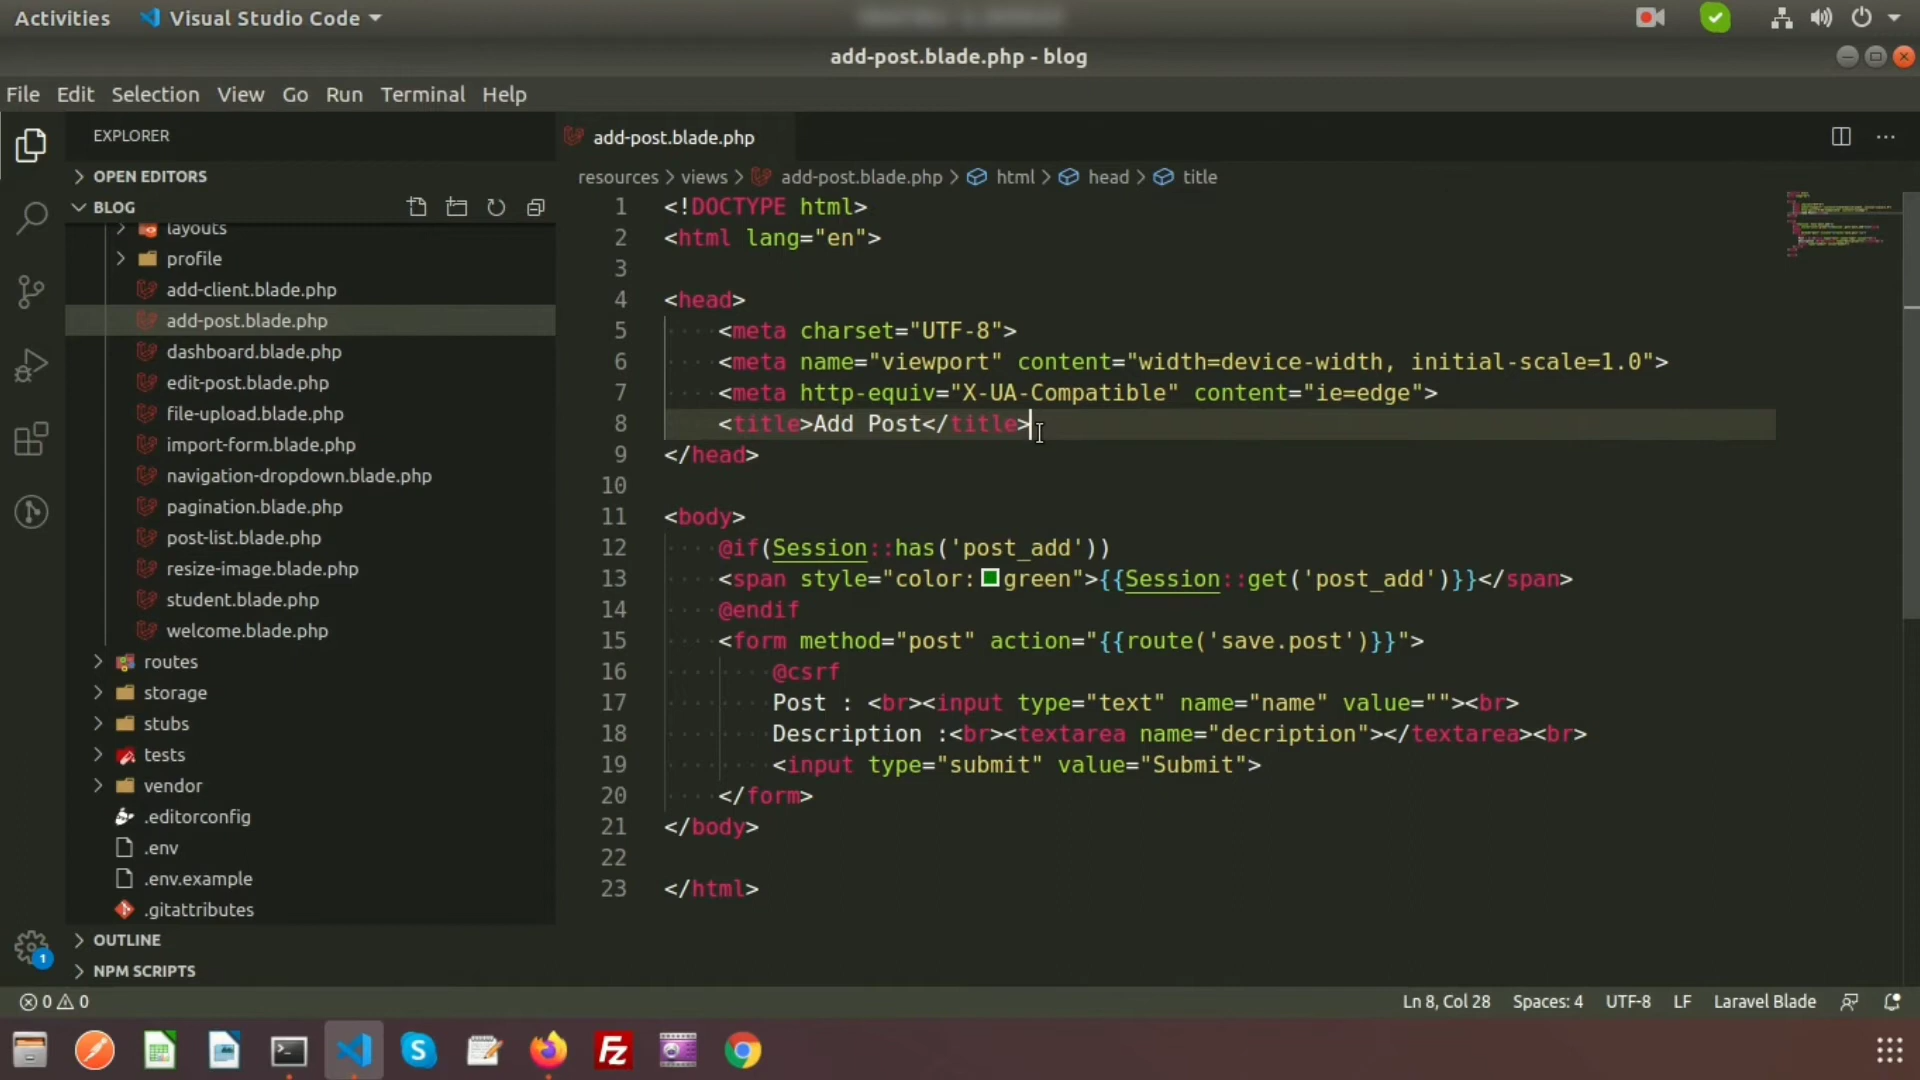 Activities
Visual Studio Code
add-post.blade.php - blog
File Edit Selection View Go Run Terminal Help
EXPLORER
OPEN EDITORS
BLOG
layouts
profile
add-client.blade.php
add-post.blade.php
dashboard.blade.php
edit-post.blade.php
file-upload.blade.php
import-form.blade.php
navigation-dropdown.blade.php
pagination.blade.php
post-list.blade.php
resize-image.blade.php
student.blade.php
welcome.blade.php
routes
storage
stubs
tests
vendor
.editorconfig
.env
.env.example
.gitattributes
OUTLINE
NPM SCRIPTS
add-post.blade.php
resources > views > add-post.blade.php > html > head > title
1 <!DOCTYPE html>
2 <html lang="en">
3
4 <head>
5 <meta charset="UTF-8">
6 <meta name="viewport" content="width=device-width, initial-scale=1.0">
7 <meta http-equiv="X-UA-Compatible" content="ie=edge">
8 <title>Add Post</title>
9 </head>
10
11 <body>
12 @if(Session::has('post_add'))
13 <span style="color:green">{{Session::get('post_add')}}</span>
14 @endif
15 <form method="post" action="{{route('save.post')}}">
16 @csrf
17 Post : <br><input type="text" name="name" value=""><br>
18 Description :<br><textarea name="decription"></textarea><br>
19 <input type="submit" value="Submit">
20 </form>
21 </body>
22
23 </html>
1
0 0
Ln 8, Col 28 Spaces: 4 UTF-8 LF Laravel Blade
S
FZ